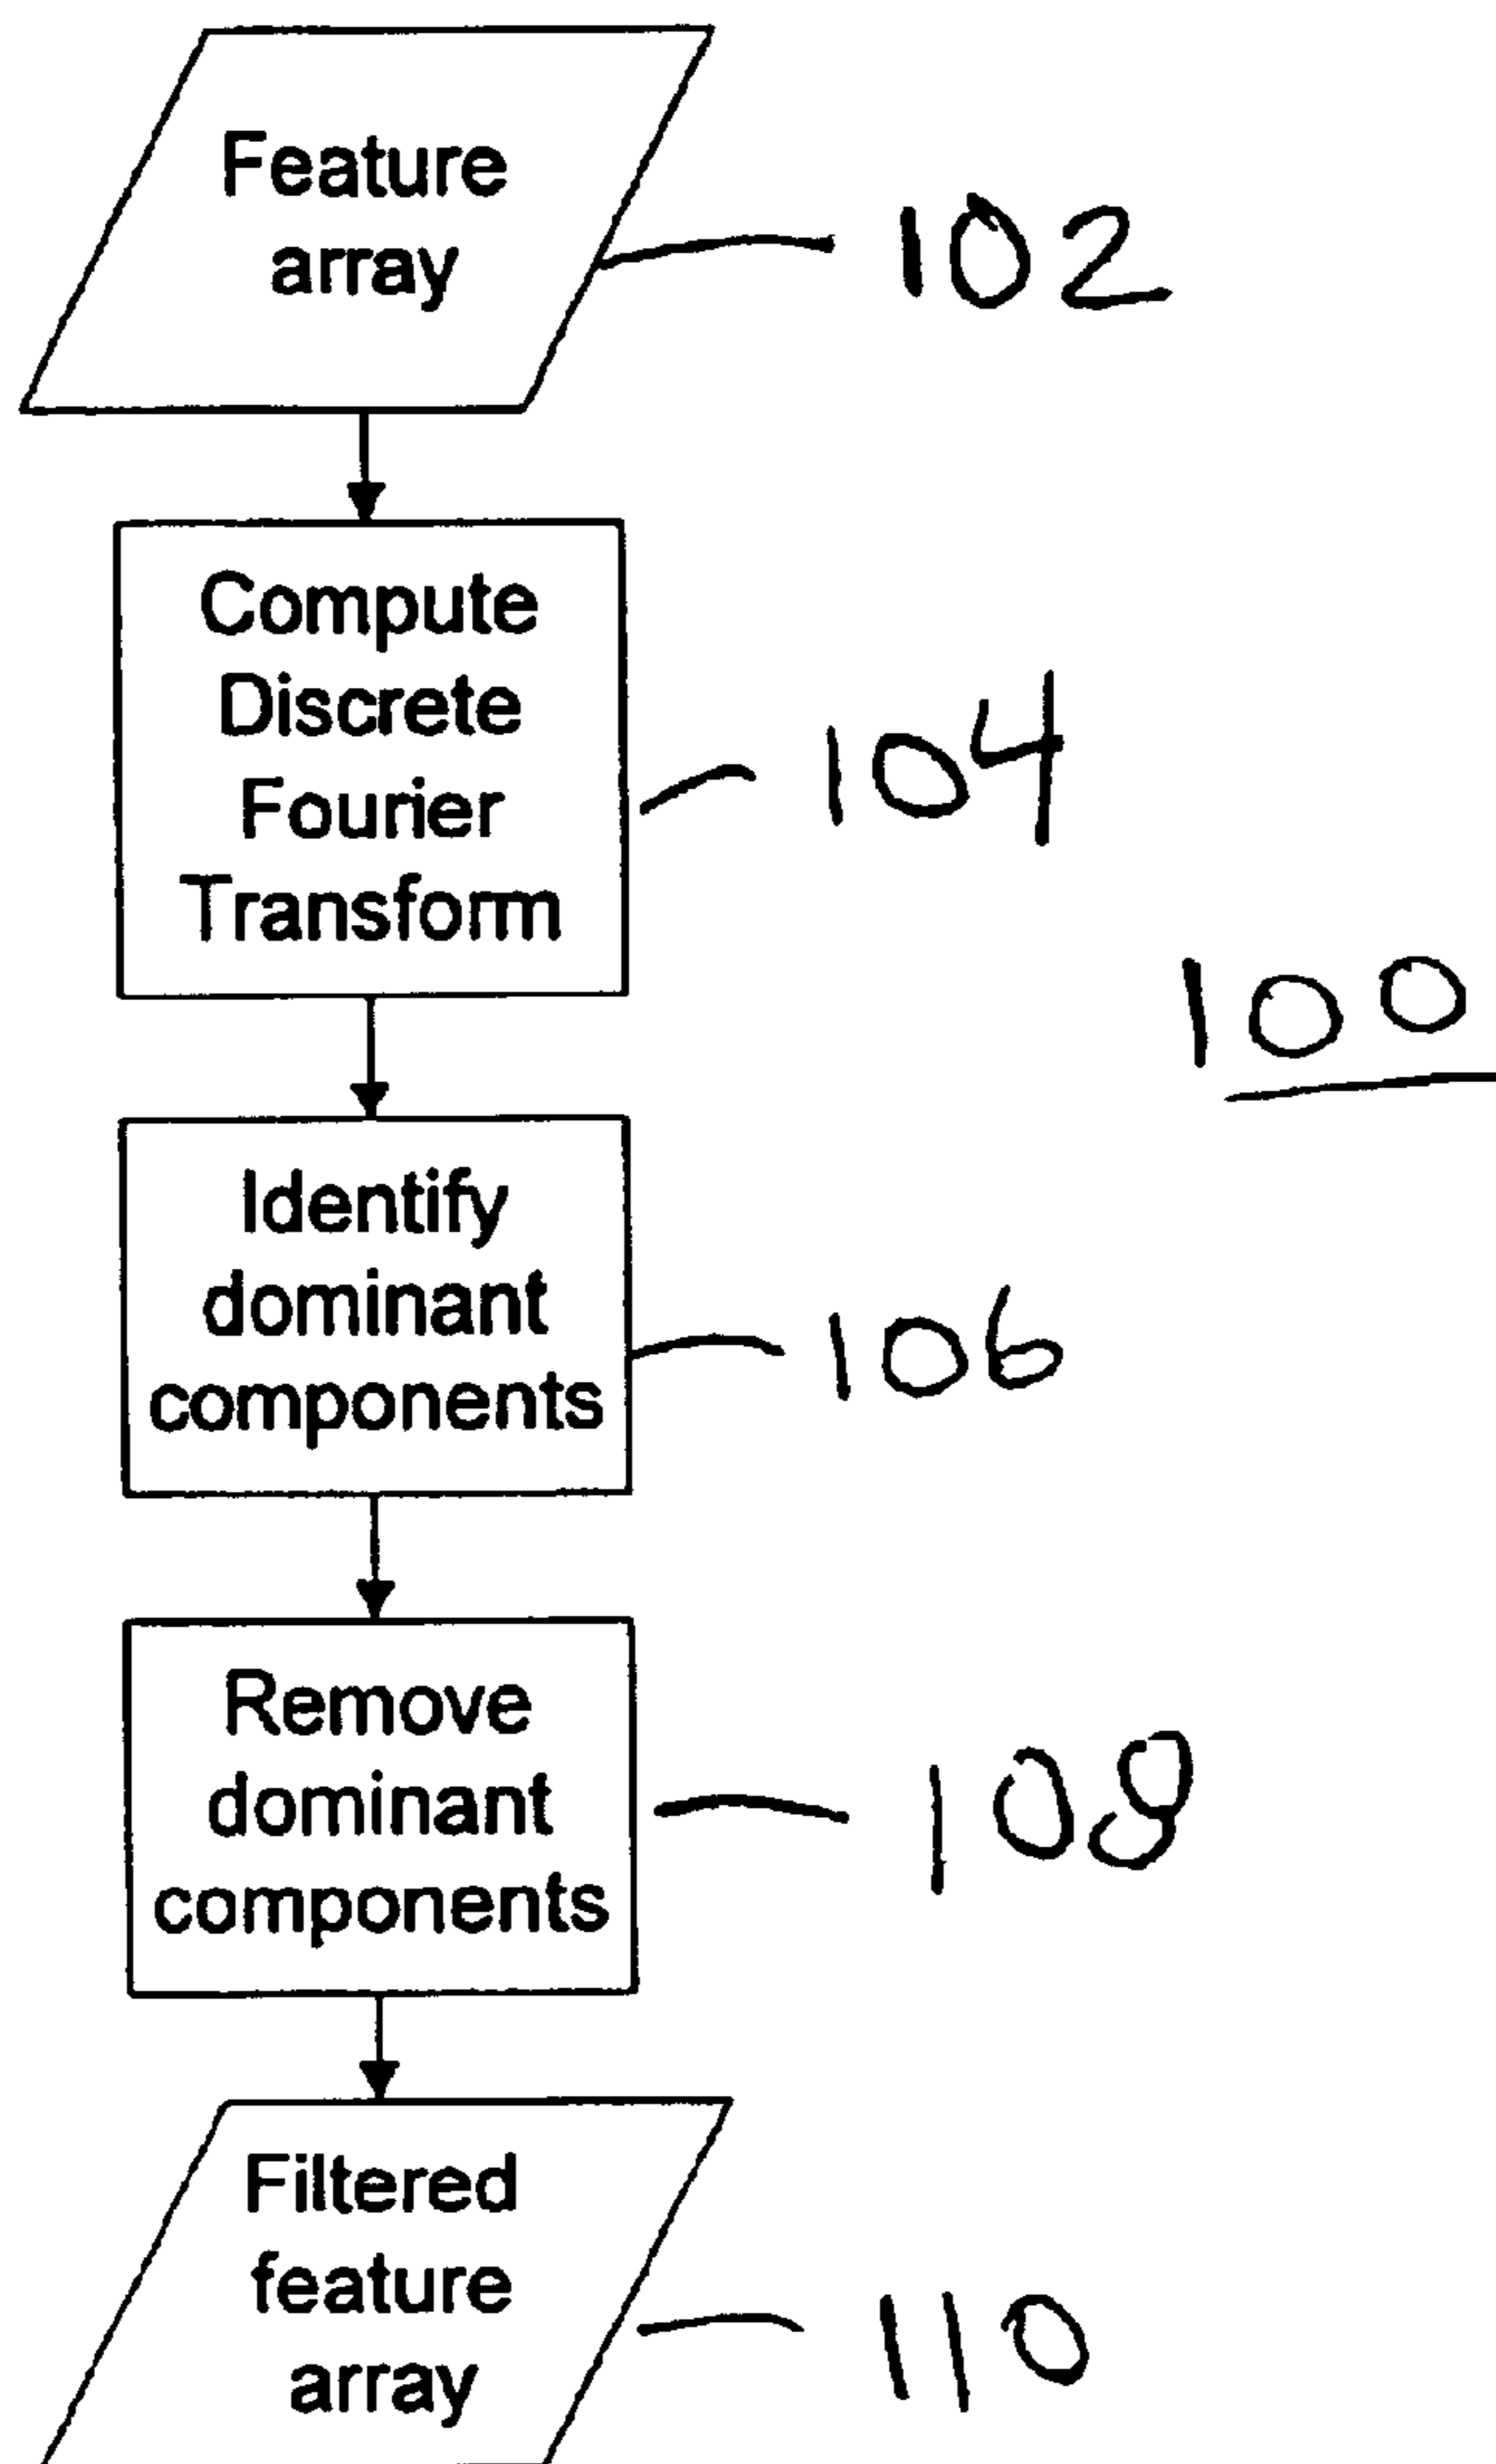 Feature
array
102
Compute
Discrete
Fourier
Transform
104
100
Identify
dominant
components
106
Remove
dominant
components
108
Filtered
feature
array
110